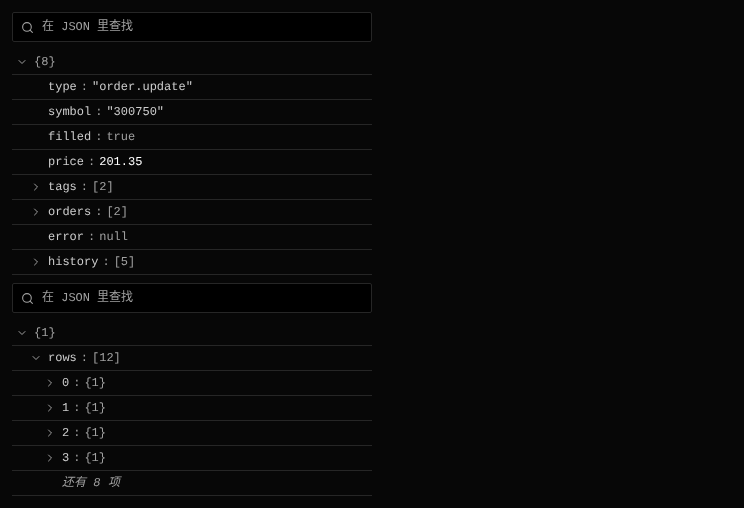 在 JSON 里查找
{8}
type : "order.update"
symbol : "300750"
filled : true
price : 201.35
tags : [2]
orders : [2]
error : null
history : [5]
在 JSON 里查找
{1}
rows : [12]
0 : {1}
1 : {1}
2 : {1}
3 : {1}
还有 8 项